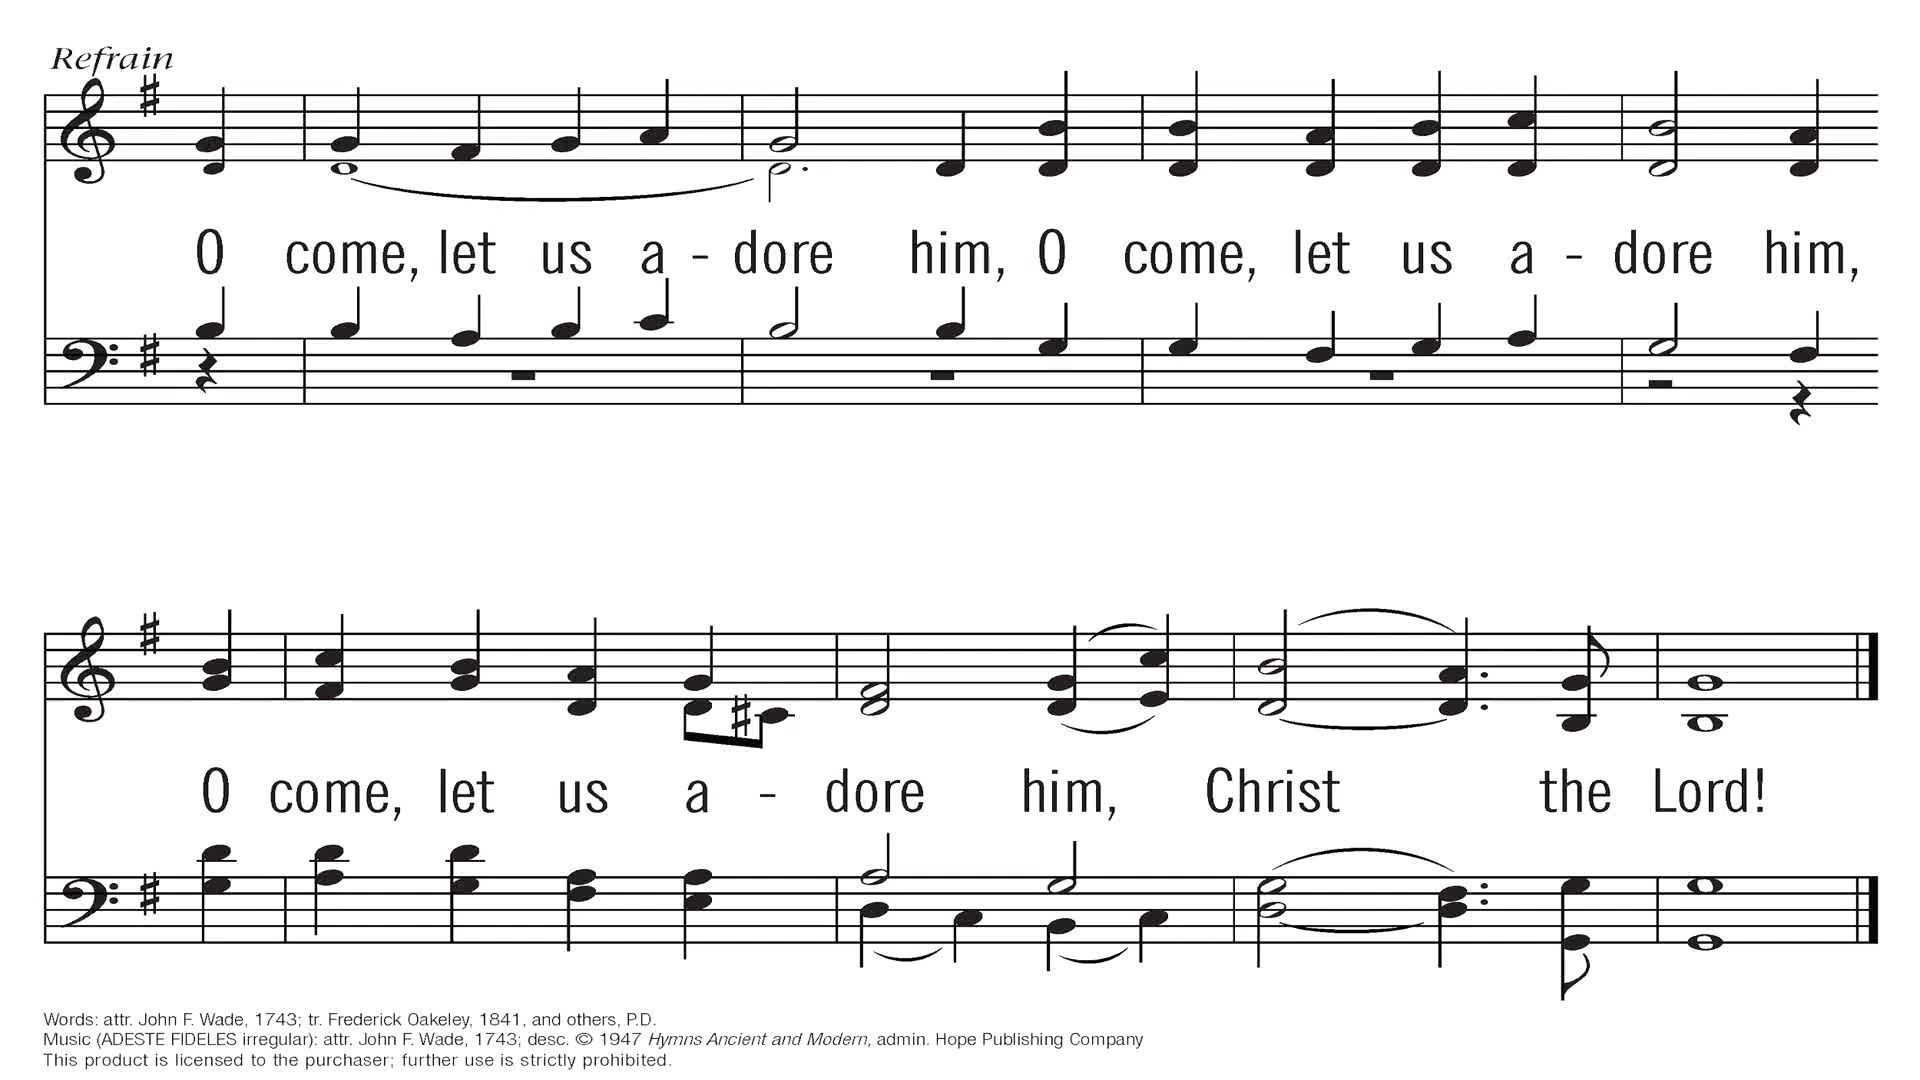 Refrain
O come, let us a - dore him, O come, let us a - dore him,
O come, let us a - dore him, Christ the Lord!
Words: attr. John F. Wade, 1743; tr. Frederick Oakeley, 1841, and others, P.D.
Music (ADESTE FIDELES irregular): attr. John F. Wade, 1743; desc. © 1947 Hymns Ancient and Modern, admin. Hope Publishing Company
This product is licensed to the purchaser; further use is strictly prohibited.